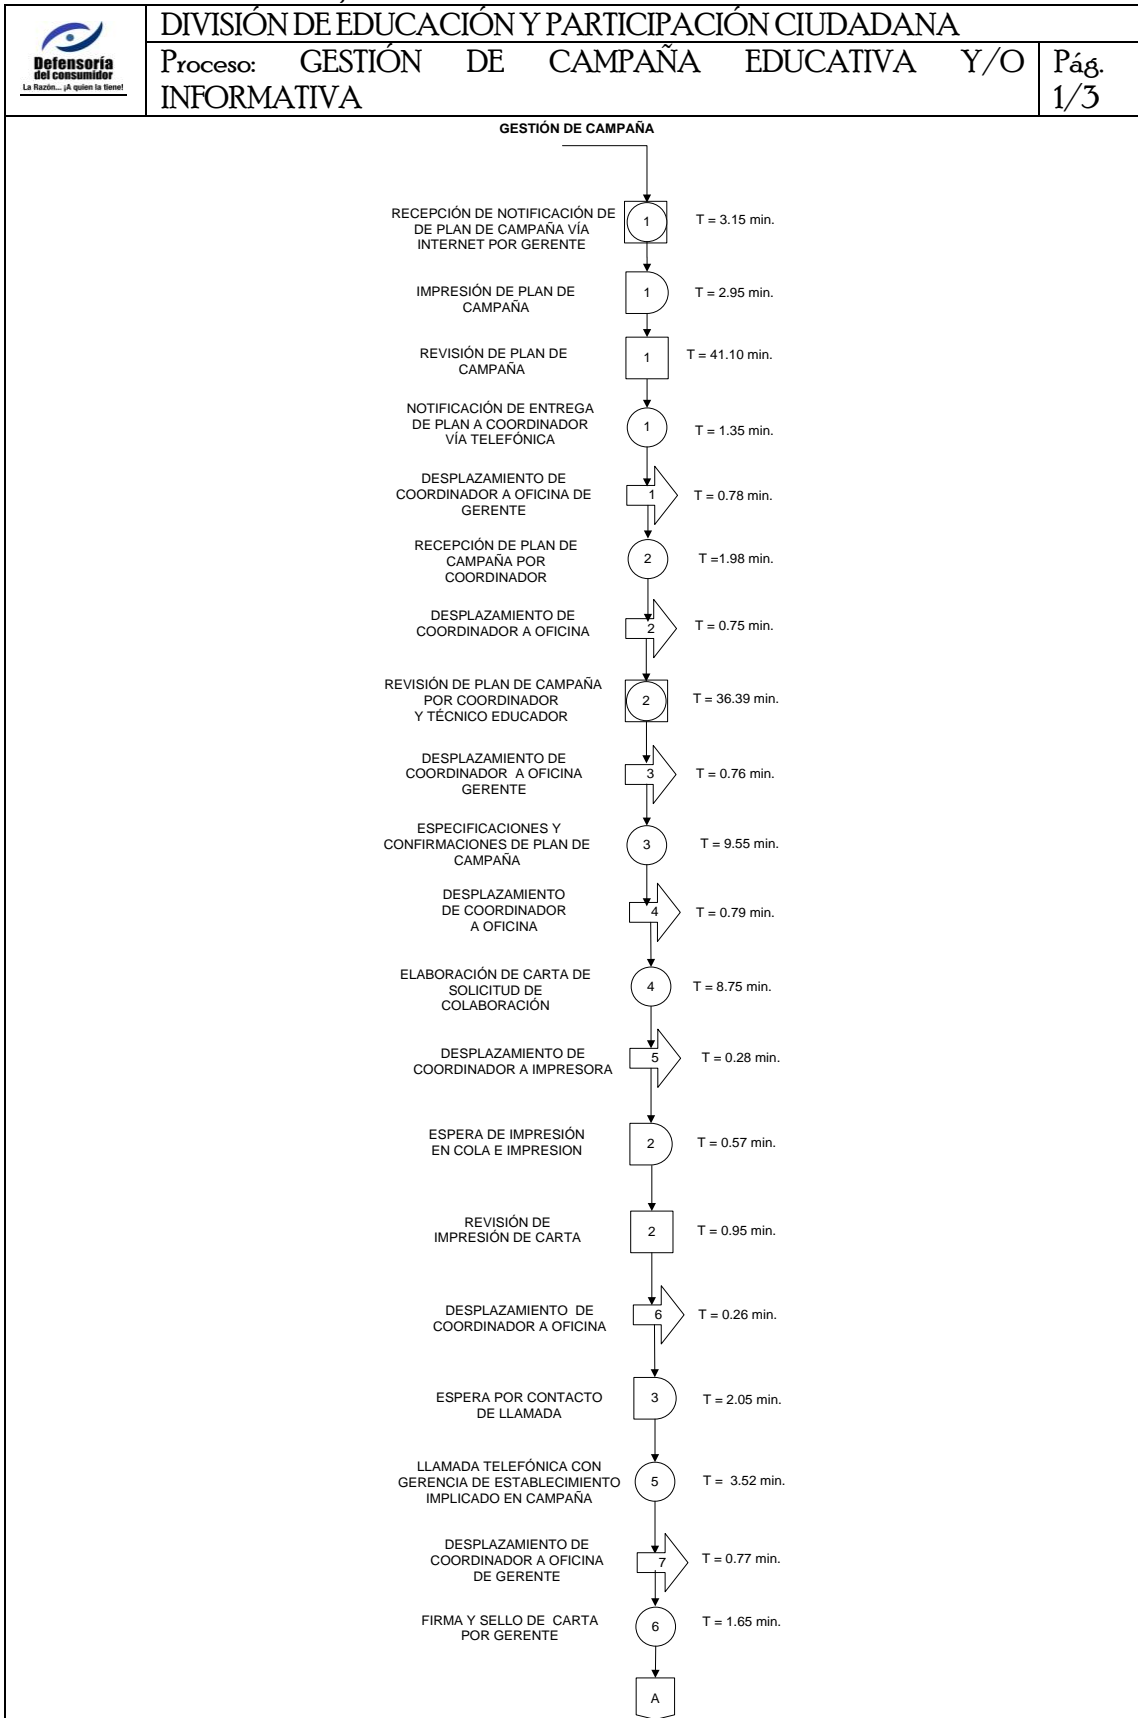 Defensoría
del consumidor
La Razón... ¡A quien la tiene!
DIVISIÓN DE EDUCACIÓN Y PARTICIPACIÓN CIUDADANA
Proceso: GESTIÓN DE CAMPAÑA EDUCATIVA Y/O
INFORMATIVA
Pág.
1/3
GESTIÓN DE CAMPAÑA
RECEPCIÓN DE NOTIFICACIÓN DE
DE PLAN DE CAMPAÑA VÍA
INTERNET POR GERENTE
1
T = 3.15 min.
IMPRESIÓN DE PLAN DE
CAMPAÑA
1
T = 2.95 min.
REVISIÓN DE PLAN DE
CAMPAÑA
1
T = 41.10 min.
NOTIFICACIÓN DE ENTREGA
DE PLAN A COORDINADOR
VÍA TELEFÓNICA
1
T = 1.35 min.
DESPLAZAMIENTO DE
COORDINADOR A OFICINA DE
GERENTE
1
T = 0.78 min.
RECEPCIÓN DE PLAN DE
CAMPAÑA POR
COORDINADOR
2
T =1.98 min.
DESPLAZAMIENTO DE
COORDINADOR A OFICINA
2
T = 0.75 min.
REVISIÓN DE PLAN DE CAMPAÑA
POR COORDINADOR
Y TÉCNICO EDUCADOR
2
T = 36.39 min.
DESPLAZAMIENTO DE
COORDINADOR A OFICINA
GERENTE
3
T = 0.76 min.
ESPECIFICACIONES Y
CONFIRMACIONES DE PLAN DE
CAMPAÑA
3
T = 9.55 min.
DESPLAZAMIENTO
DE COORDINADOR
A OFICINA
4
T = 0.79 min.
ELABORACIÓN DE CARTA DE
SOLICITUD DE
COLABORACIÓN
4
T = 8.75 min.
DESPLAZAMIENTO DE
COORDINADOR A IMPRESORA
5
T = 0.28 min.
ESPERA DE IMPRESIÓN
EN COLA E IMPRESION
2
T = 0.57 min.
REVISIÓN DE
IMPRESIÓN DE CARTA
2
T = 0.95 min.
DESPLAZAMIENTO DE
COORDINADOR A OFICINA
6
T = 0.26 min.
ESPERA POR CONTACTO
DE LLAMADA
3
T = 2.05 min.
LLAMADA TELEFÓNICA CON
GERENCIA DE ESTABLECIMIENTO
IMPLICADO EN CAMPAÑA
5
T = 3.52 min.
DESPLAZAMIENTO DE
COORDINADOR A OFICINA
DE GERENTE
7
T = 0.77 min.
FIRMA Y SELLO DE CARTA
POR GERENTE
6
T = 1.65 min.
A